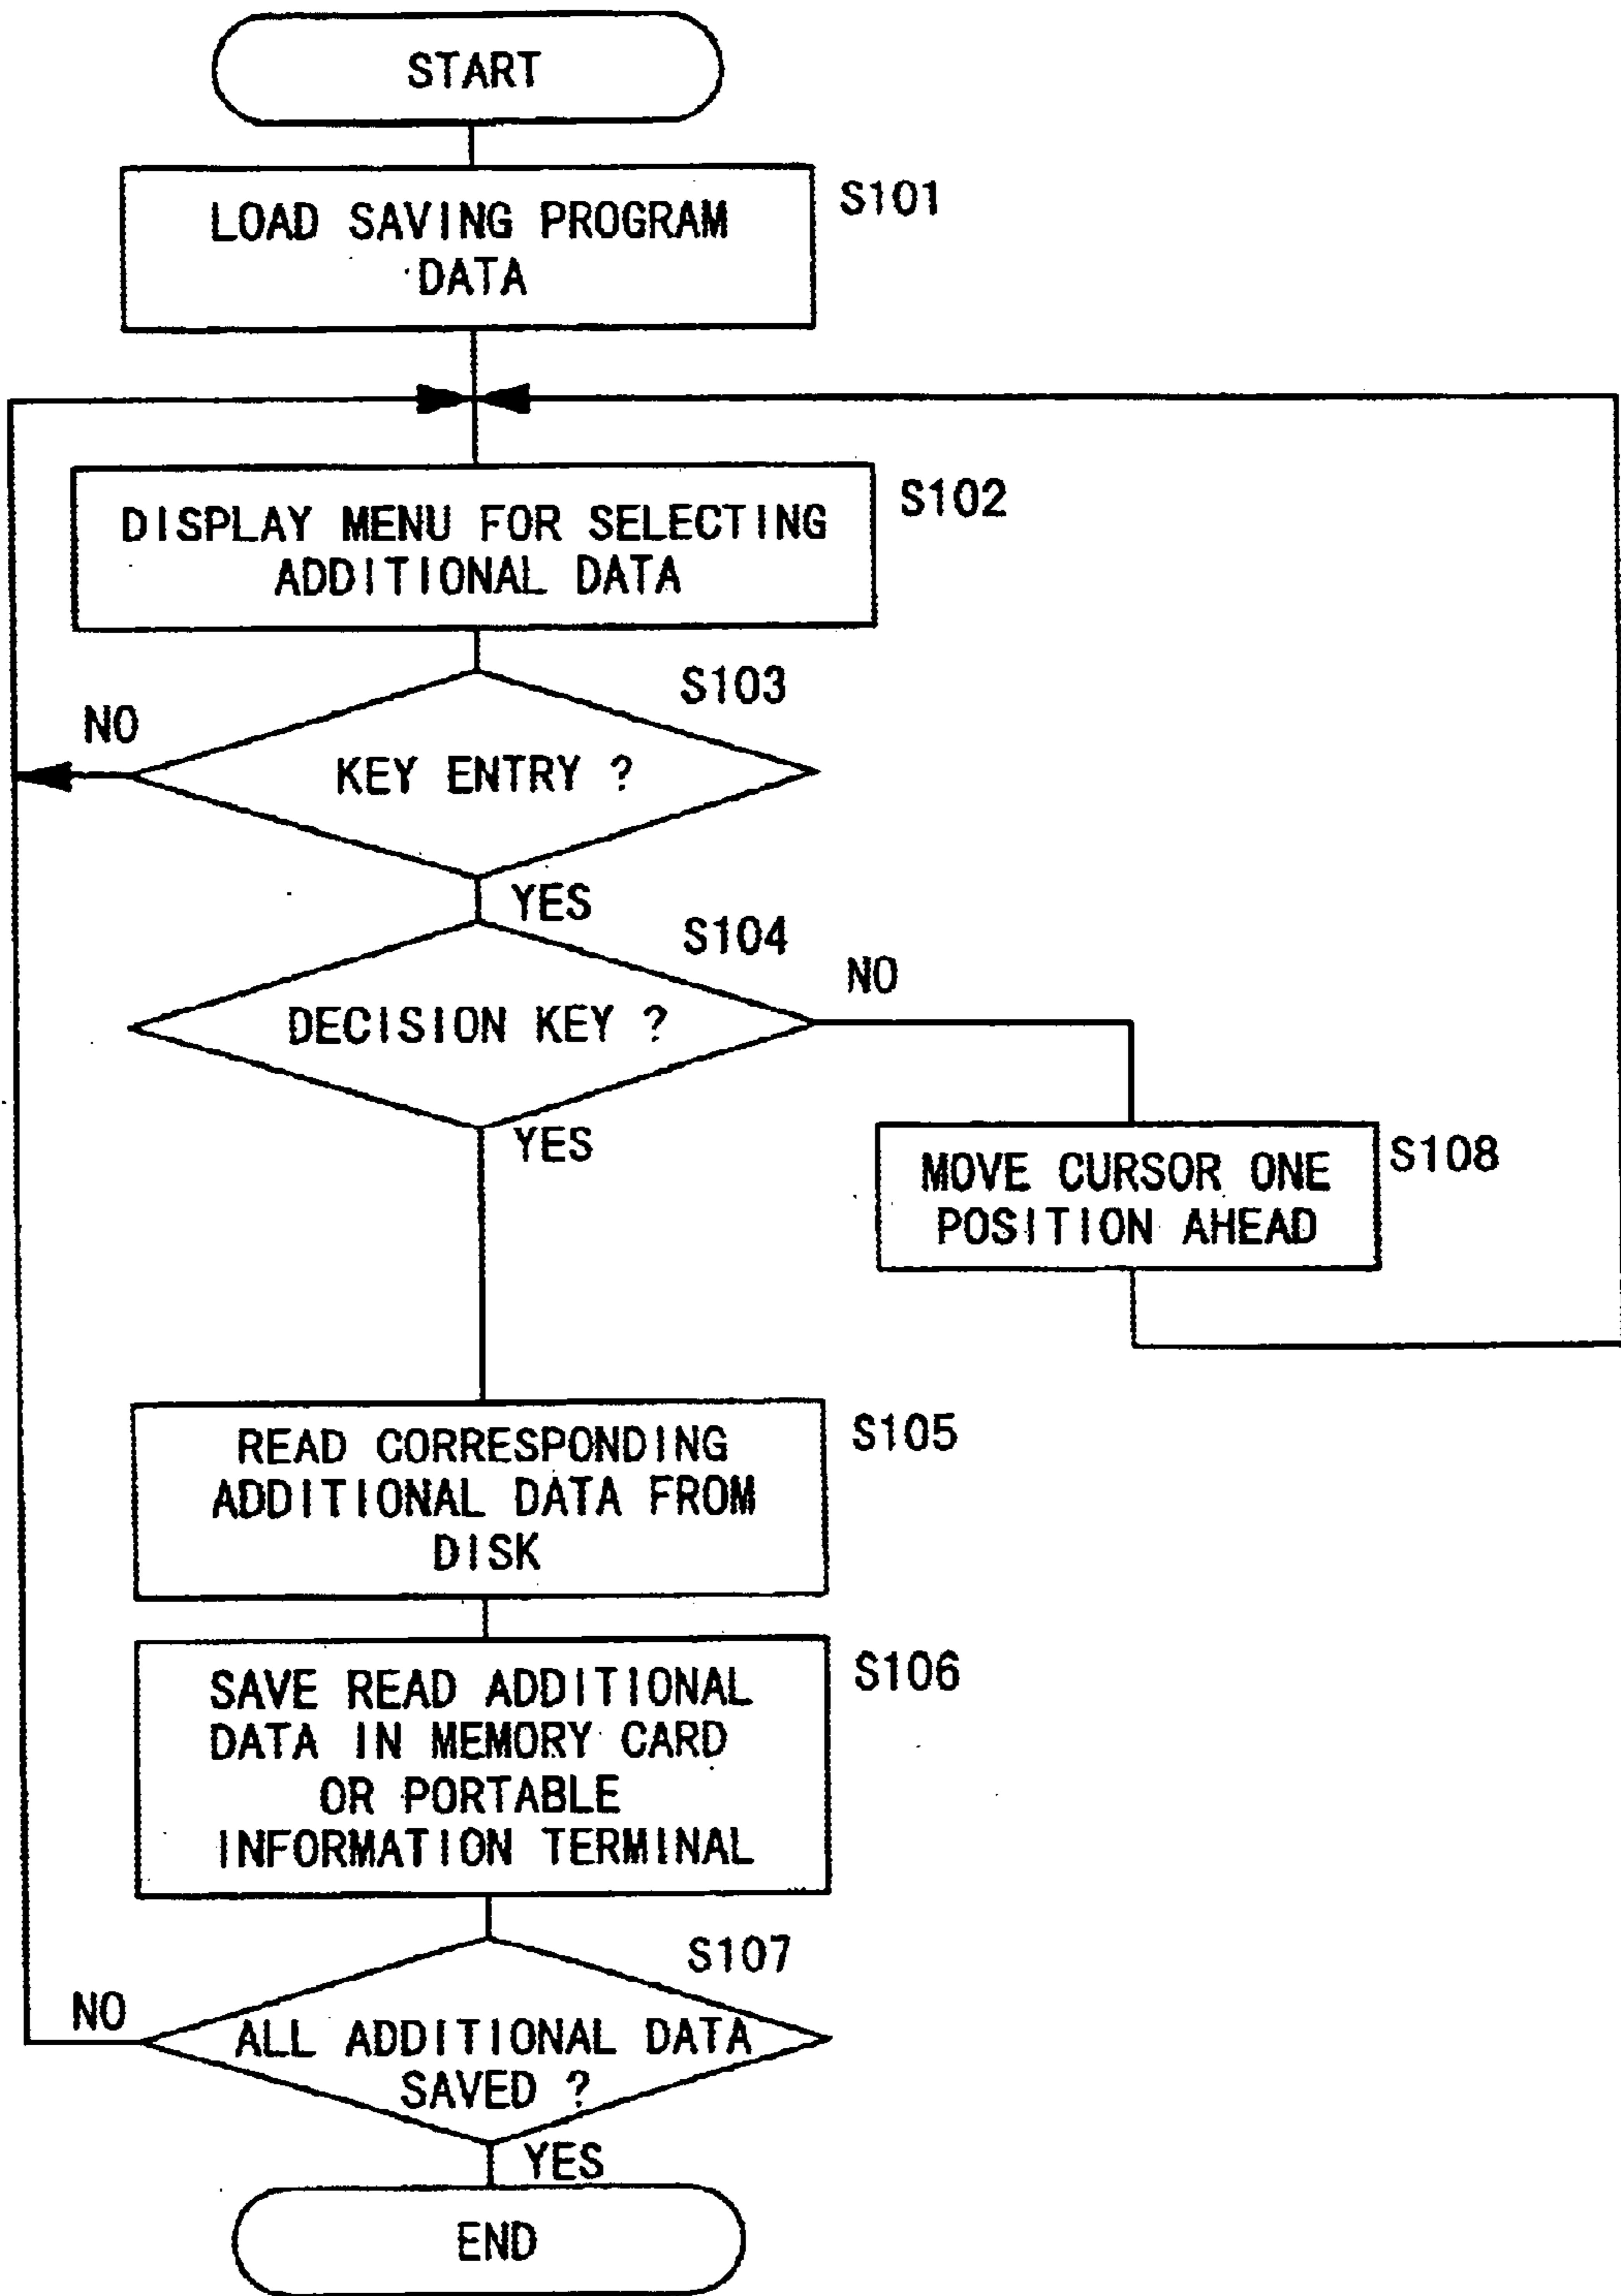 START
LOAD SAVING PROGRAM
DATA
S101
DISPLAY MENU FOR SELECTING
ADDITIONAL DATA
S102
S103
NO
KEY ENTRY ?
YES
S104
NO
DECISION KEY ?
YES
MOVE CURSOR ONE
POSITION AHEAD
S108
READ CORRESPONDING
ADDITIONAL DATA FROM
DISK
S105
SAVE READ ADDITIONAL
DATA IN MEMORY CARD
OR PORTABLE
INFORMATION TERMINAL
S106
S107
NO
ALL ADDITIONAL DATA
SAVED ?
YES
END